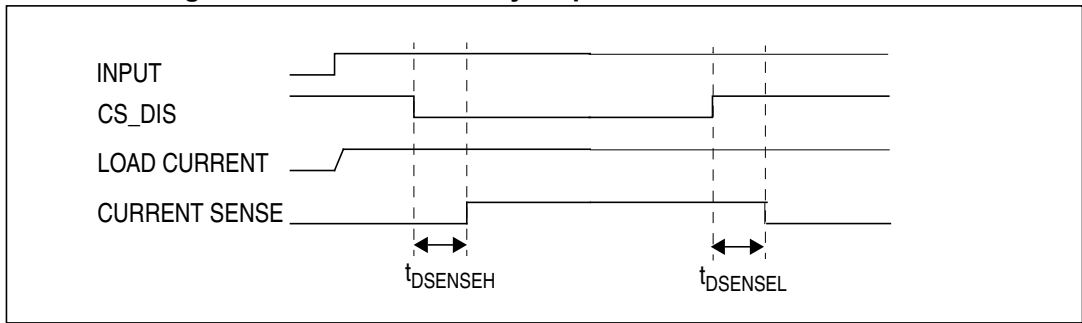 INPUT
CS_DIS
LOAD CURRENT
CURRENT SENSE
tDSENSEH
tDSENSEL